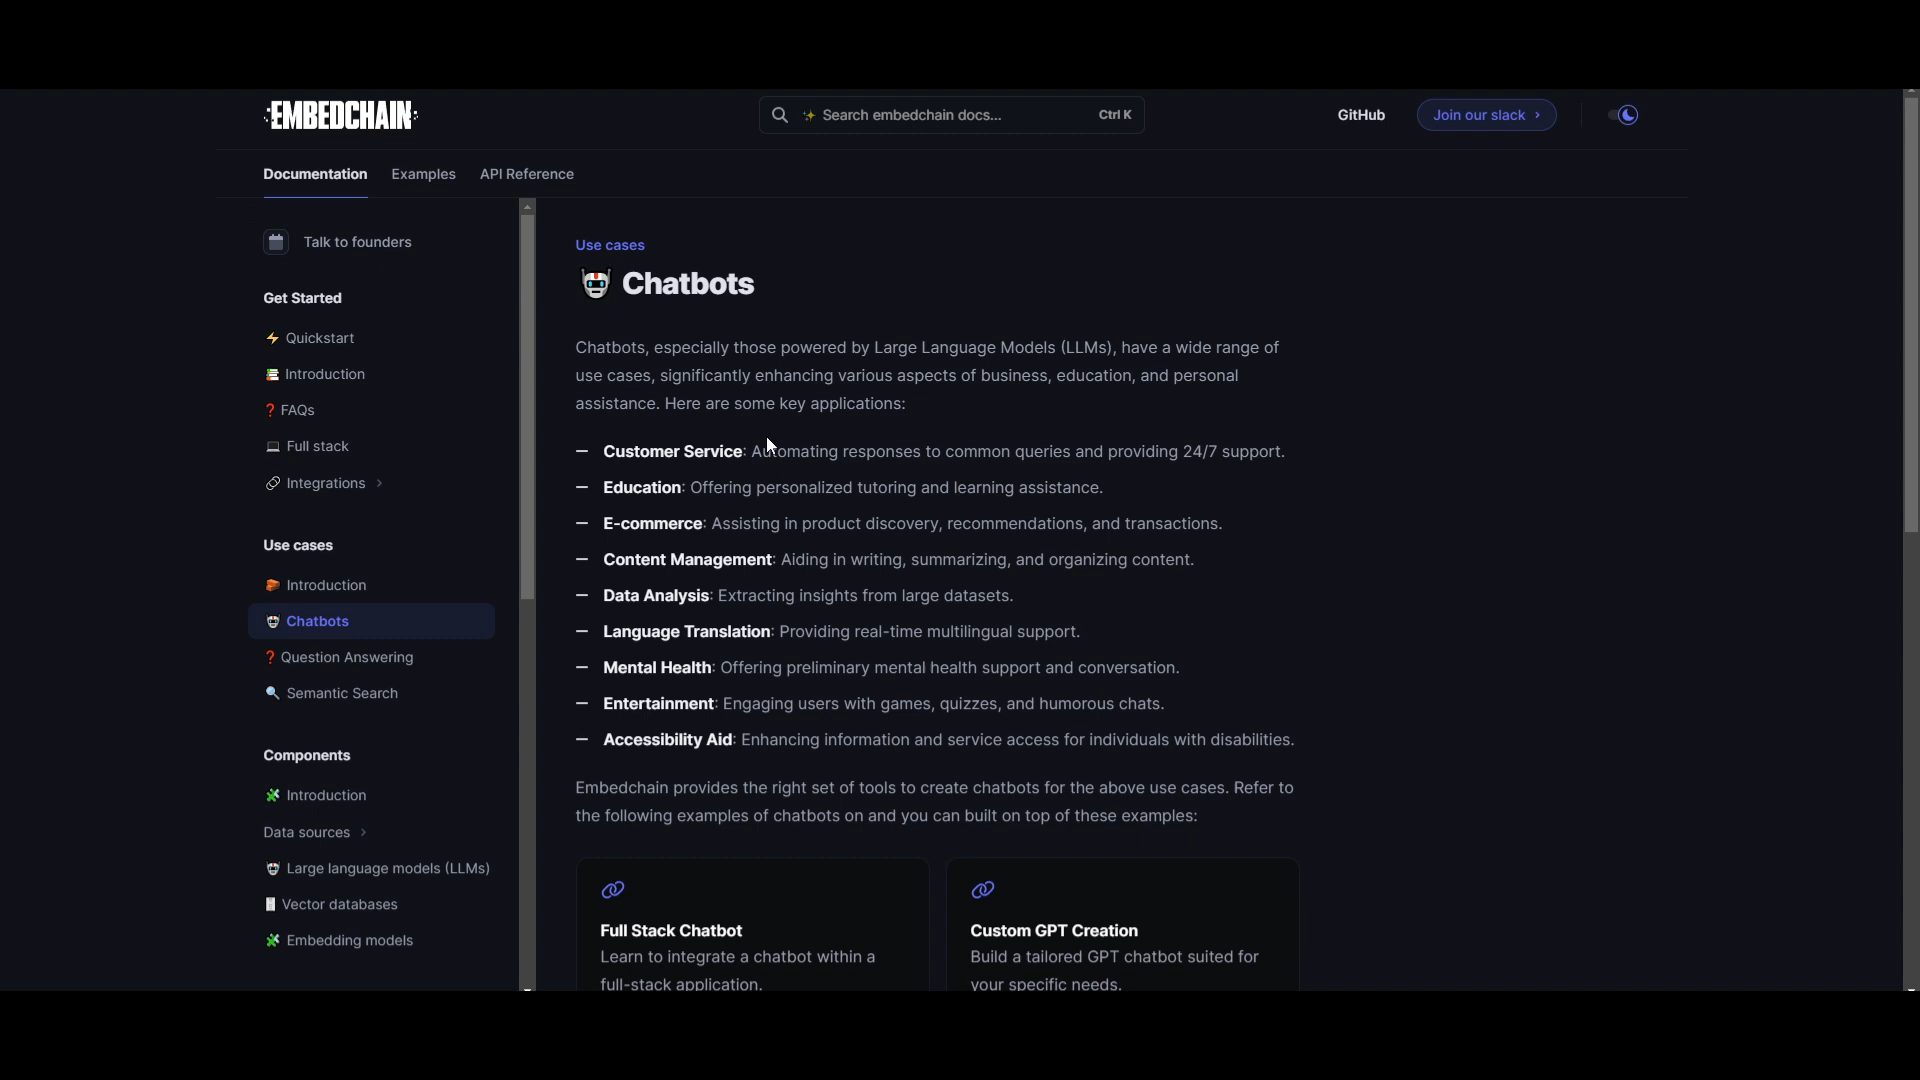 EMBEDCHAIN
Search embedchain docs...
Ctrl K
GitHub
Join our slack
Documentation
Examples
API Reference
Talk to founders
Get Started
Quickstart
Introduction
FAQs
Full stack
Integrations
Use cases
Introduction
Chatbots
Question Answering
Semantic Search
Components
Introduction
Data sources
Large language models (LLMs)
Vector databases
Embedding models
Use cases
Chatbots
Chatbots, especially those powered by Large Language Models (LLMs), have a wide range of
use cases, significantly enhancing various aspects of business, education, and personal
assistance. Here are some key applications:
— Customer Service: Automating responses to common queries and providing 24/7 support.
— Education: Offering personalized tutoring and learning assistance.
— E-commerce: Assisting in product discovery, recommendations, and transactions.
— Content Management: Aiding in writing, summarizing, and organizing content.
— Data Analysis: Extracting insights from large datasets.
— Language Translation: Providing real-time multilingual support.
— Mental Health: Offering preliminary mental health support and conversation.
— Entertainment: Engaging users with games, quizzes, and humorous chats.
— Accessibility Aid: Enhancing information and service access for individuals with disabilities.
Embedchain provides the right set of tools to create chatbots for the above use cases. Refer to
the following examples of chatbots on and you can built on top of these examples:
Full Stack Chatbot
Learn to integrate a chatbot within a
full-stack application.
Custom GPT Creation
Build a tailored GPT chatbot suited for
your specific needs.